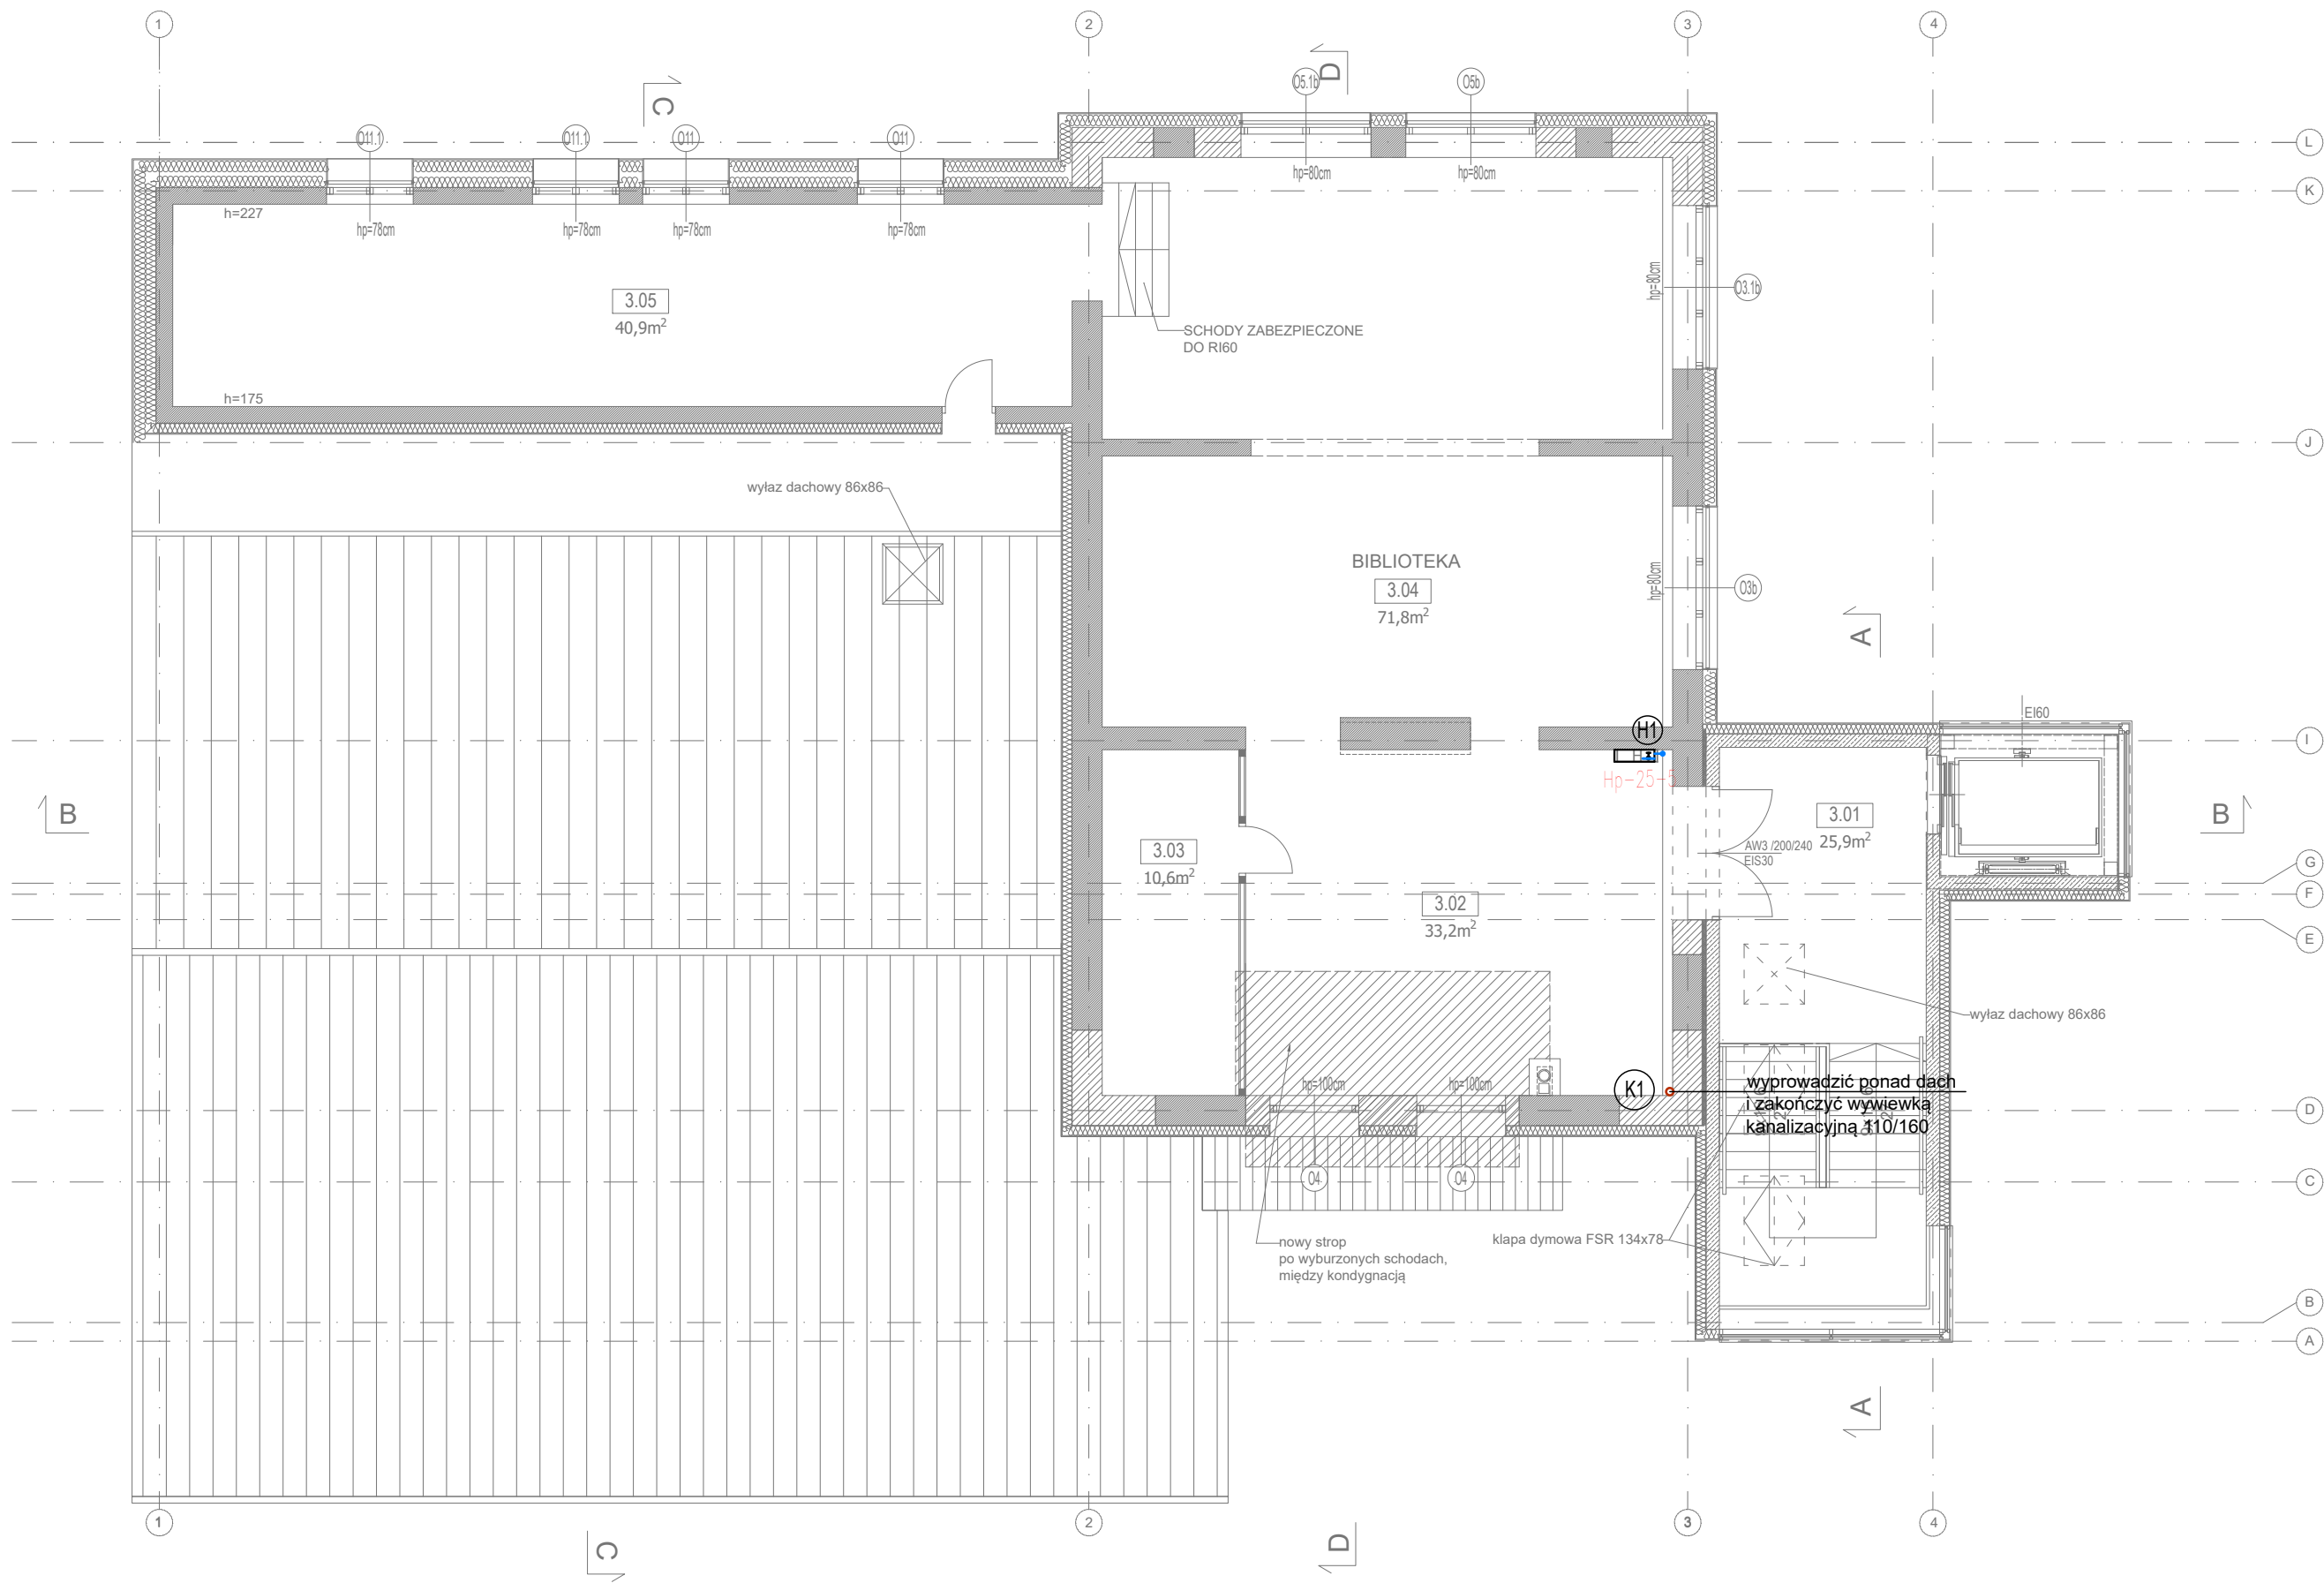 1
2
3
4
D
C
O5.1b
O5b
O11.1
O11.1
O11
O11
L
K
hp=80cm
hp=80cm
h=227
hp=78cm
hp=78cm
hp=78cm
hp=78cm
hp=80cm
O3.1b
3.05
40,9m²
SCHODY ZABEZPIECZONE
DO RI60
h=175
J
wyłaz dachowy 86x86
BIBLIOTEKA
3.04
71,8m²
hp=80cm
O3b
A
EI60
H1
I
Hp-25-5
B
B
3.01
25,9m²
AW3 /200/240
EIS30
3.03
10,6m²
G
F
E
3.02
33,2m²
wyłaz dachowy 86x86
hp=100cm
hp=100cm
K1
wyprowadzić ponad dach
i zakończyć wywiewką
kanalizacyjną 110/160
D
O4
O4
C
nowy strop
po wyburzonych schodach,
między kondygnacją
klapa dymowa FSR 134x78
B
A
A
1
2
3
4
C
D